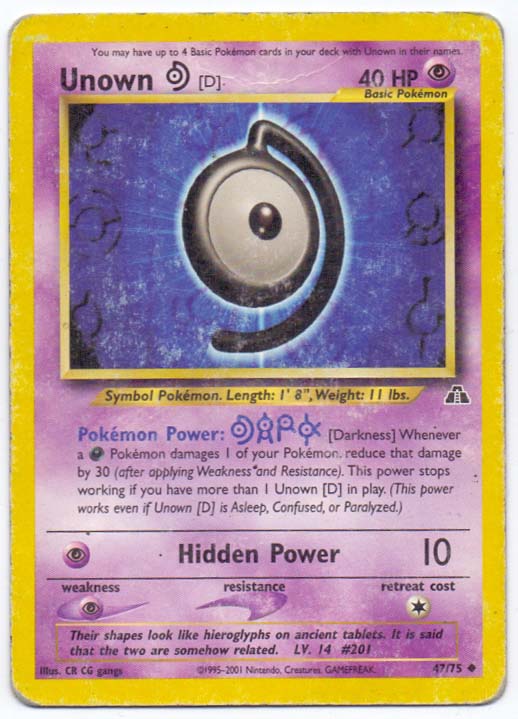 You may have up to 4 Basic Pokémon cards in your deck with Unown in their names.
Unown [D].
40 HP
Basic Pokémon
Symbol Pokémon. Length: 1' 8", Weight: 11 lbs.
Pokémon Power: DARK [Darkness] Whenever
a Pokémon damages 1 of your Pokémon, reduce that damage
by 30 (after applying Weakness and Resistance). This power stops
working if you have more than 1 Unown [D] in play. (This power
works even if Unown [D] is Asleep, Confused, or Paralyzed.)
Hidden Power 10
weakness resistance retreat cost
Their shapes look like hieroglyphs on ancient tablets. It is said
that the two are somehow related. LV. 14 #201
Illus. CR CG gangs ©1995-2001 Nintendo, Creatures, GAMEFREAK. 47/75